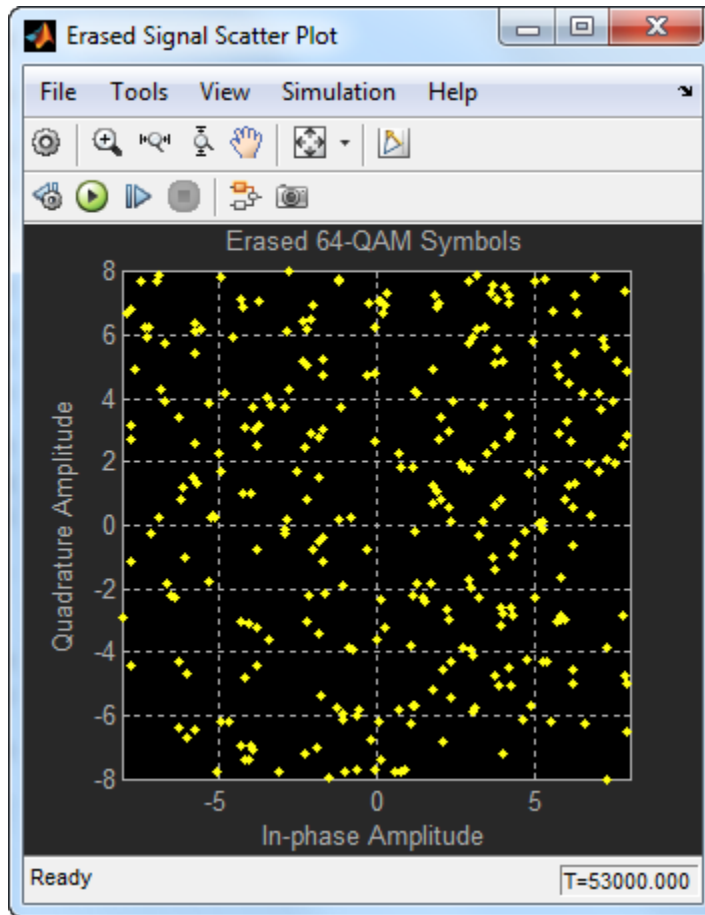 Erased Signal Scatter Plot
File Tools View Simulation Help
Erased 64-QAM Symbols
8
6
4
2
0
-2
-4
-6
-8
Quadrature Amplitude
-5 0 5
In-phase Amplitude
Ready T=53000.000